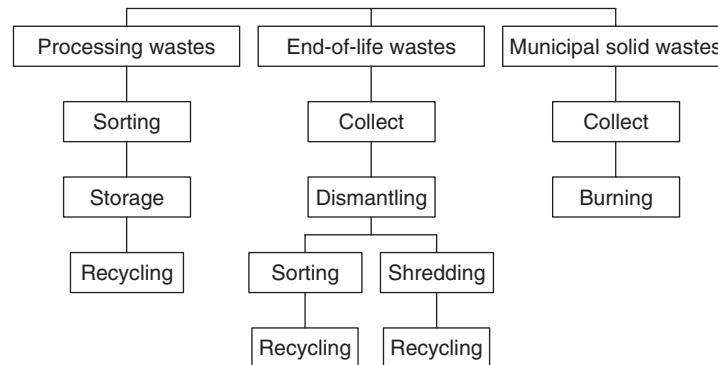 Processing wastes
End-of-life wastes
Municipal solid wastes
Sorting
Collect
Collect
Storage
Dismantling
Burning
Recycling
Sorting
Shredding
Recycling
Recycling